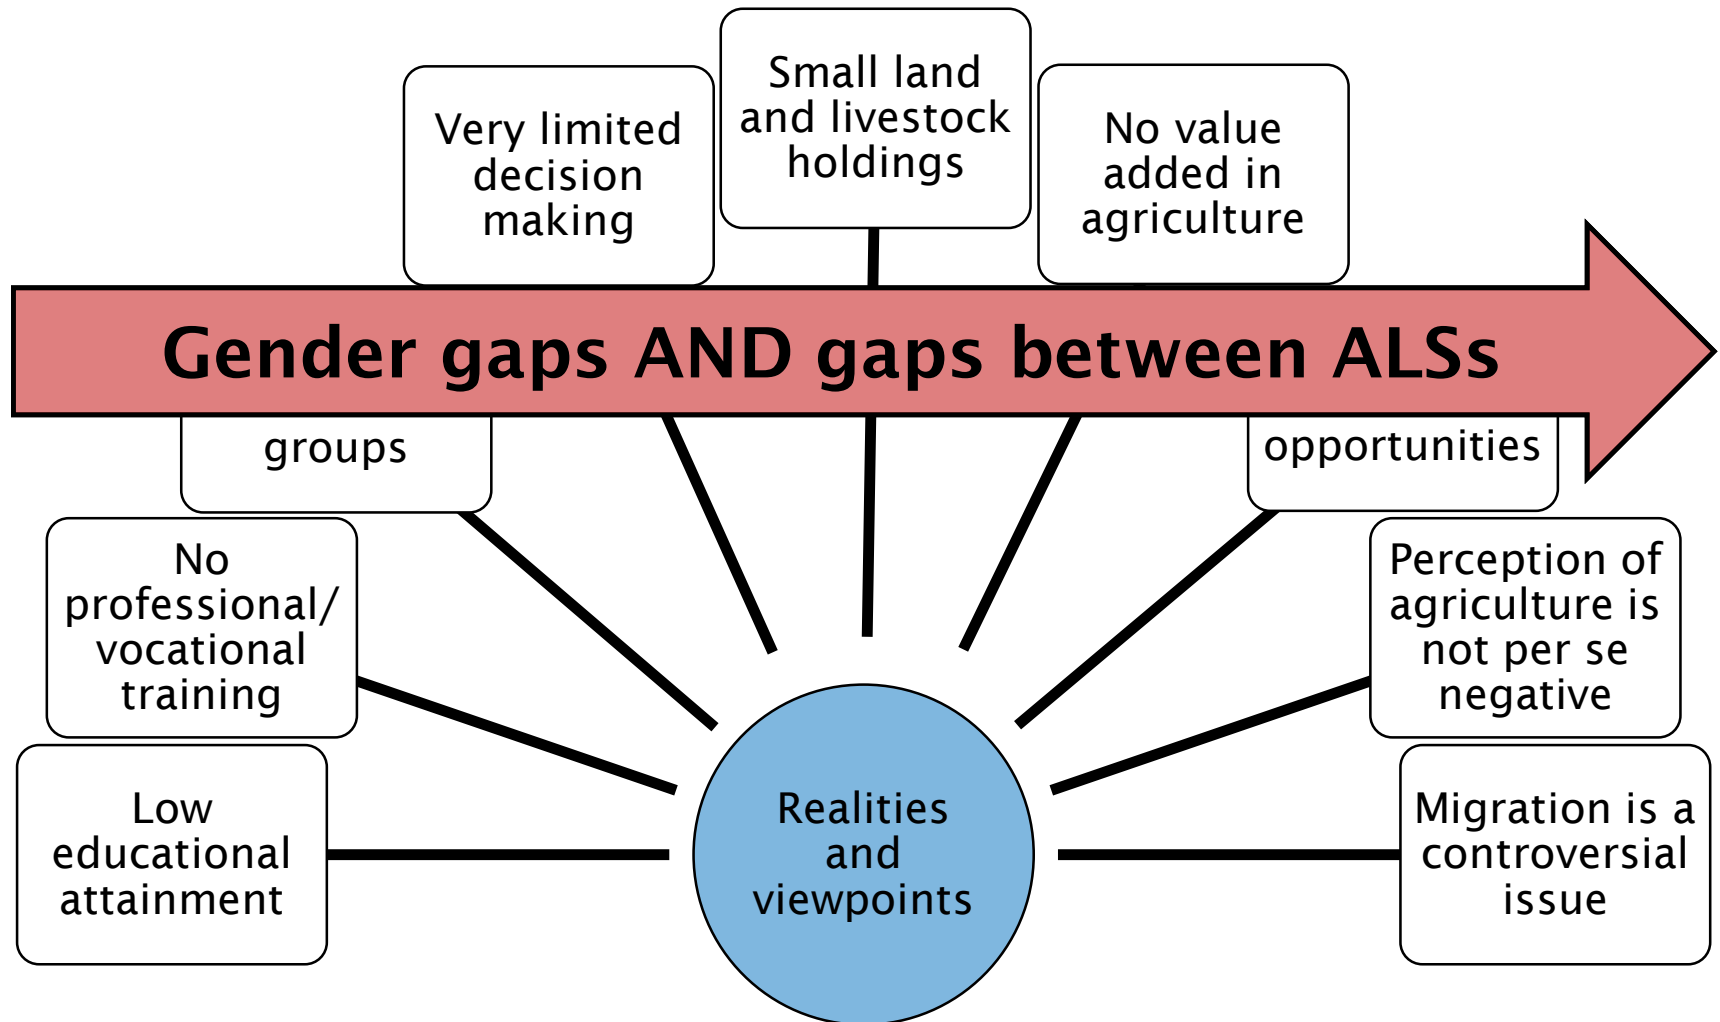 Small land
and livestock
holdings
Very limited
decision
making
No value
added in
agriculture
Gender gaps AND gaps between ALSs
groups
opportunities
No
professional/
vocational
training
Perception of
agriculture is
not per se
negative
Low
educational
attainment
Realities
and
viewpoints
Migration is a
controversial
issue